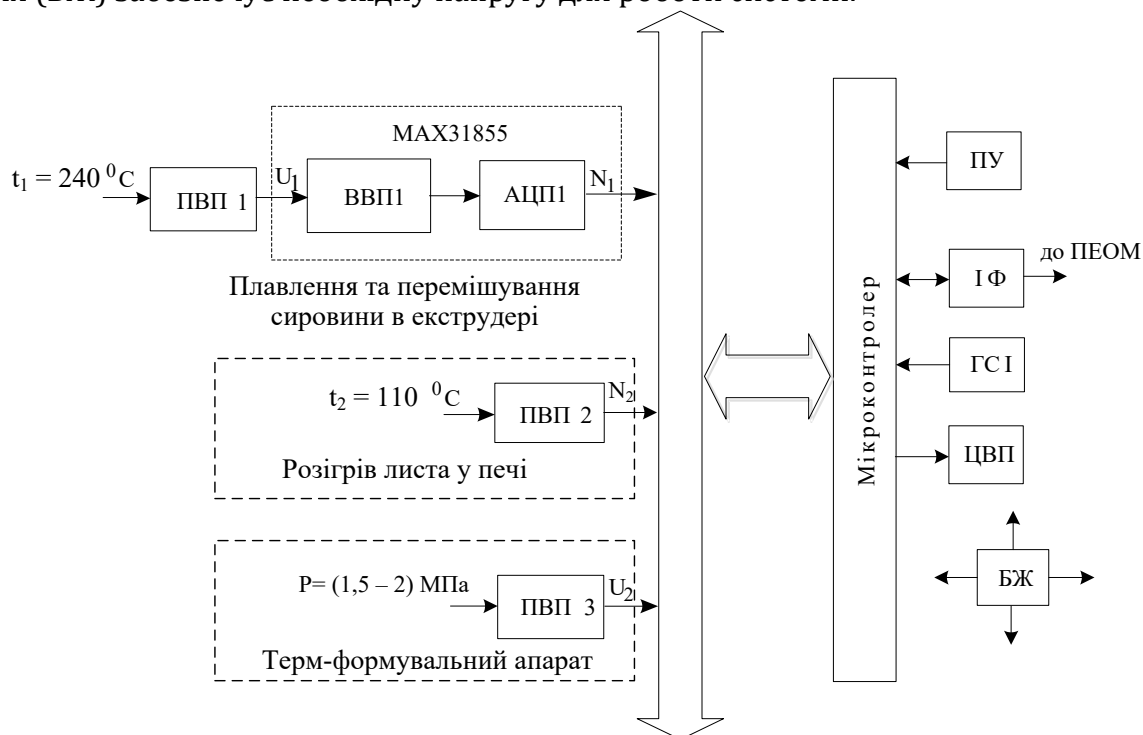 забезпечує необхідну напругу для роботи системи.
MAX31855
t₁ = 240 ⁰C
ПВП 1
U₁
ВВП1
АЦП1
N₁
Плавлення та перемішування
сировини в екструдері
t₂ = 110 ⁰C
ПВП 2
N₂
Розігрів листа у печі
P= (1,5 – 2) МПа
ПВП 3
U₂
Терм-формувальний апарат
Мікроконтролер
ПУ
ІФ
до ПЕОМ
ГСІ
ЦВП
БЖ